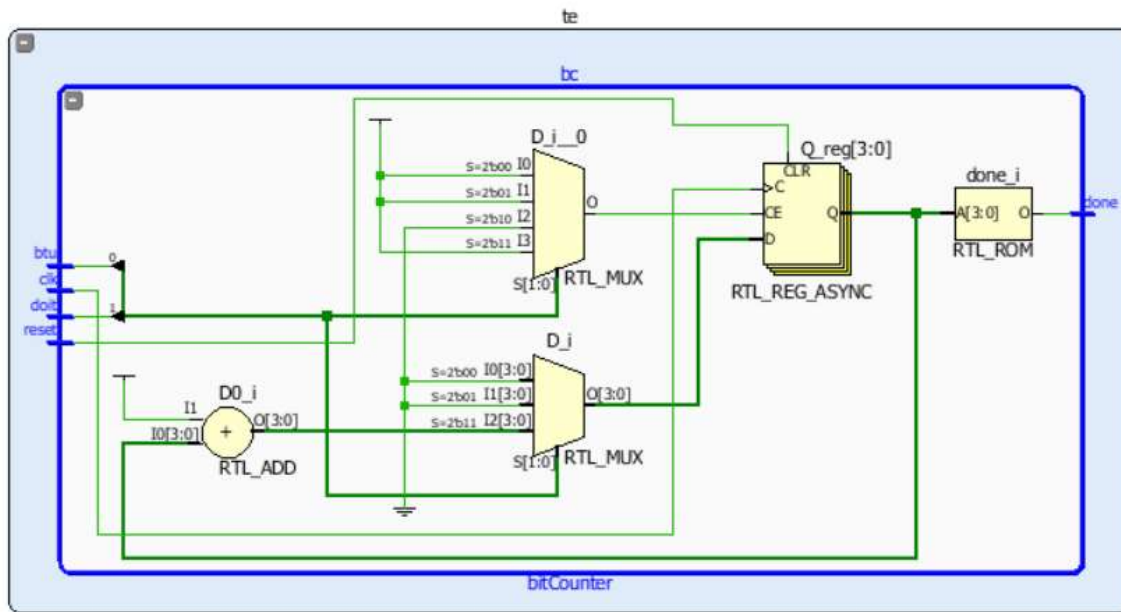 te
bc
D_i__0
S=2'b00 I0
S=2'b01 I1
S=2'b10 I2
S=2'b11 I3
O
S[1:0]
RTL_MUX
Q_reg[3:0]
CLR
C
CE
D
Q
RTL_REG_ASYNC
done_i
A[3:0] O
RTL_ROM
done
btu
clk
doit
reset
0
1
D_i
S=2'b00 I0[3:0]
S=2'b01 I1[3:0]
S=2'b11 I2[3:0]
O[3:0]
S[1:0]
RTL_MUX
D0_i
I1
I0[3:0]
+
O[3:0]
RTL_ADD
bitCounter